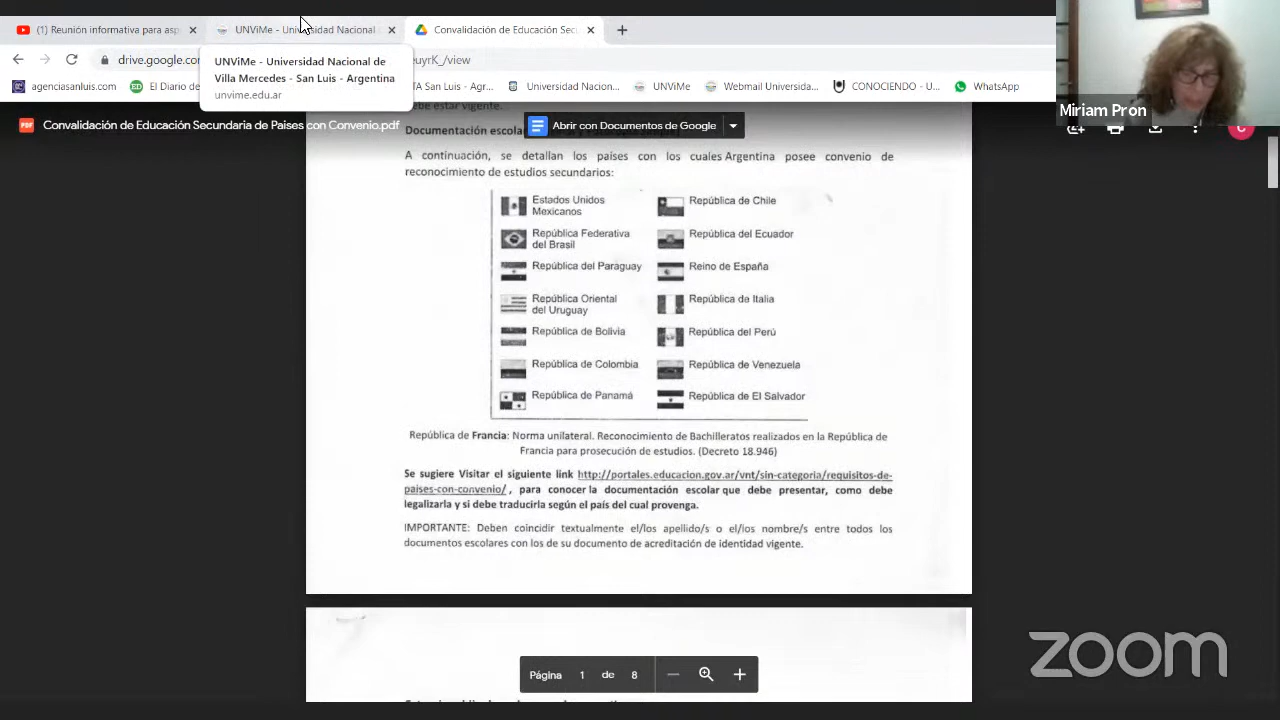 (1) Reunión informativa para asp
UNViMe - Universidad Nacional d
Convalidación de Educación Secu
drive.google.co
euyrK_/view
UNViMe - Universidad Nacional de
Villa Mercedes - San Luis - Argentina
unvime.edu.ar
agenciasanluis.com
El Diario de
TA San Luis - Agr...
Universidad Nacion...
UNViMe
Webmail Universida...
CONOCIENDO - U...
WhatsApp
Miriam Pron
debe estar vigente.
PDF
Convalidación de Educación Secundaria de Paises con Convenio.pdf
Documentación escola
Abrir con Documentos de Google
C
A continuación, se detallan los países con los cuales Argentina posee convenio de
reconocimiento de estudios secundarios:
Estados Unidos
Mexicanos
República de Chile
República Federativa
del Brasil
República del Ecuador
República del Paraguay
Reino de España
República Oriental
del Uruguay
República de Italia
República de Bolivia
República del Perú
República de Colombia
República de Venezuela
República de Panamá
República de El Salvador
República de Francia: Norma unilateral. Reconocimiento de Bachilleratos realizados en la República de
Francia para prosecución de estudios. (Decreto 18.946)
Se sugiere Visitar el siguiente link http://portales.educacion.gov.ar/vnt/sin-categoria/requisitos-de-
paises-con-convenio/ , para conocer la documentación escolar que debe presentar, como debe
legalizarla y si debe traducirla según el país del cual provenga.
IMPORTANTE: Deben coincidir textualmente el/los apellido/s o el/los nombre/s entre todos los
documentos escolares con los de su documento de acreditación de identidad vigente.
Página 1 de 8
zoom